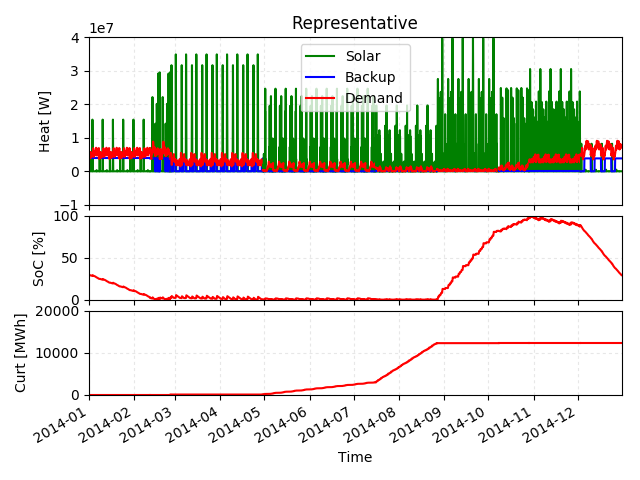 Representative
1e7
4
3
2
1
0
−1
Heat [W]
Solar
Backup
Demand
100
50
0
SoC [%]
20000
10000
0
Curt [MWh]
2014-01
2014-02
2014-03
2014-04
2014-05
2014-06
2014-07
2014-08
2014-09
2014-10
2014-11
2014-12
Time